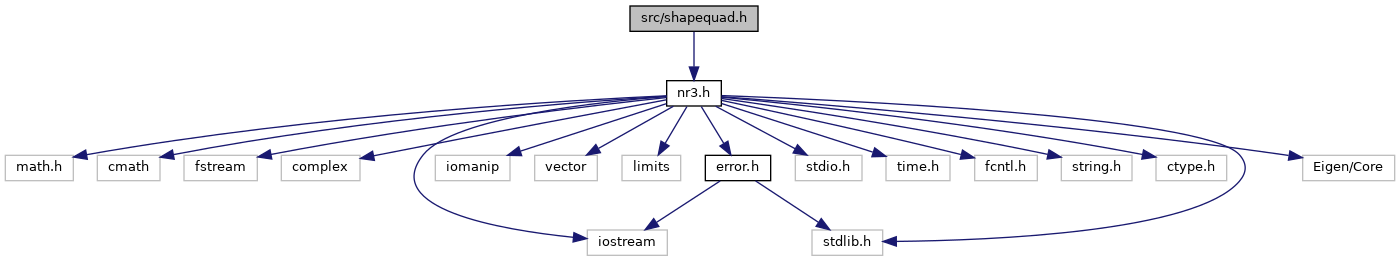 src/shapequad.h
nr3.h
math.h
cmath
fstream
complex
iomanip
vector
limits
error.h
stdio.h
time.h
fcntl.h
string.h
ctype.h
Eigen/Core
iostream
stdlib.h